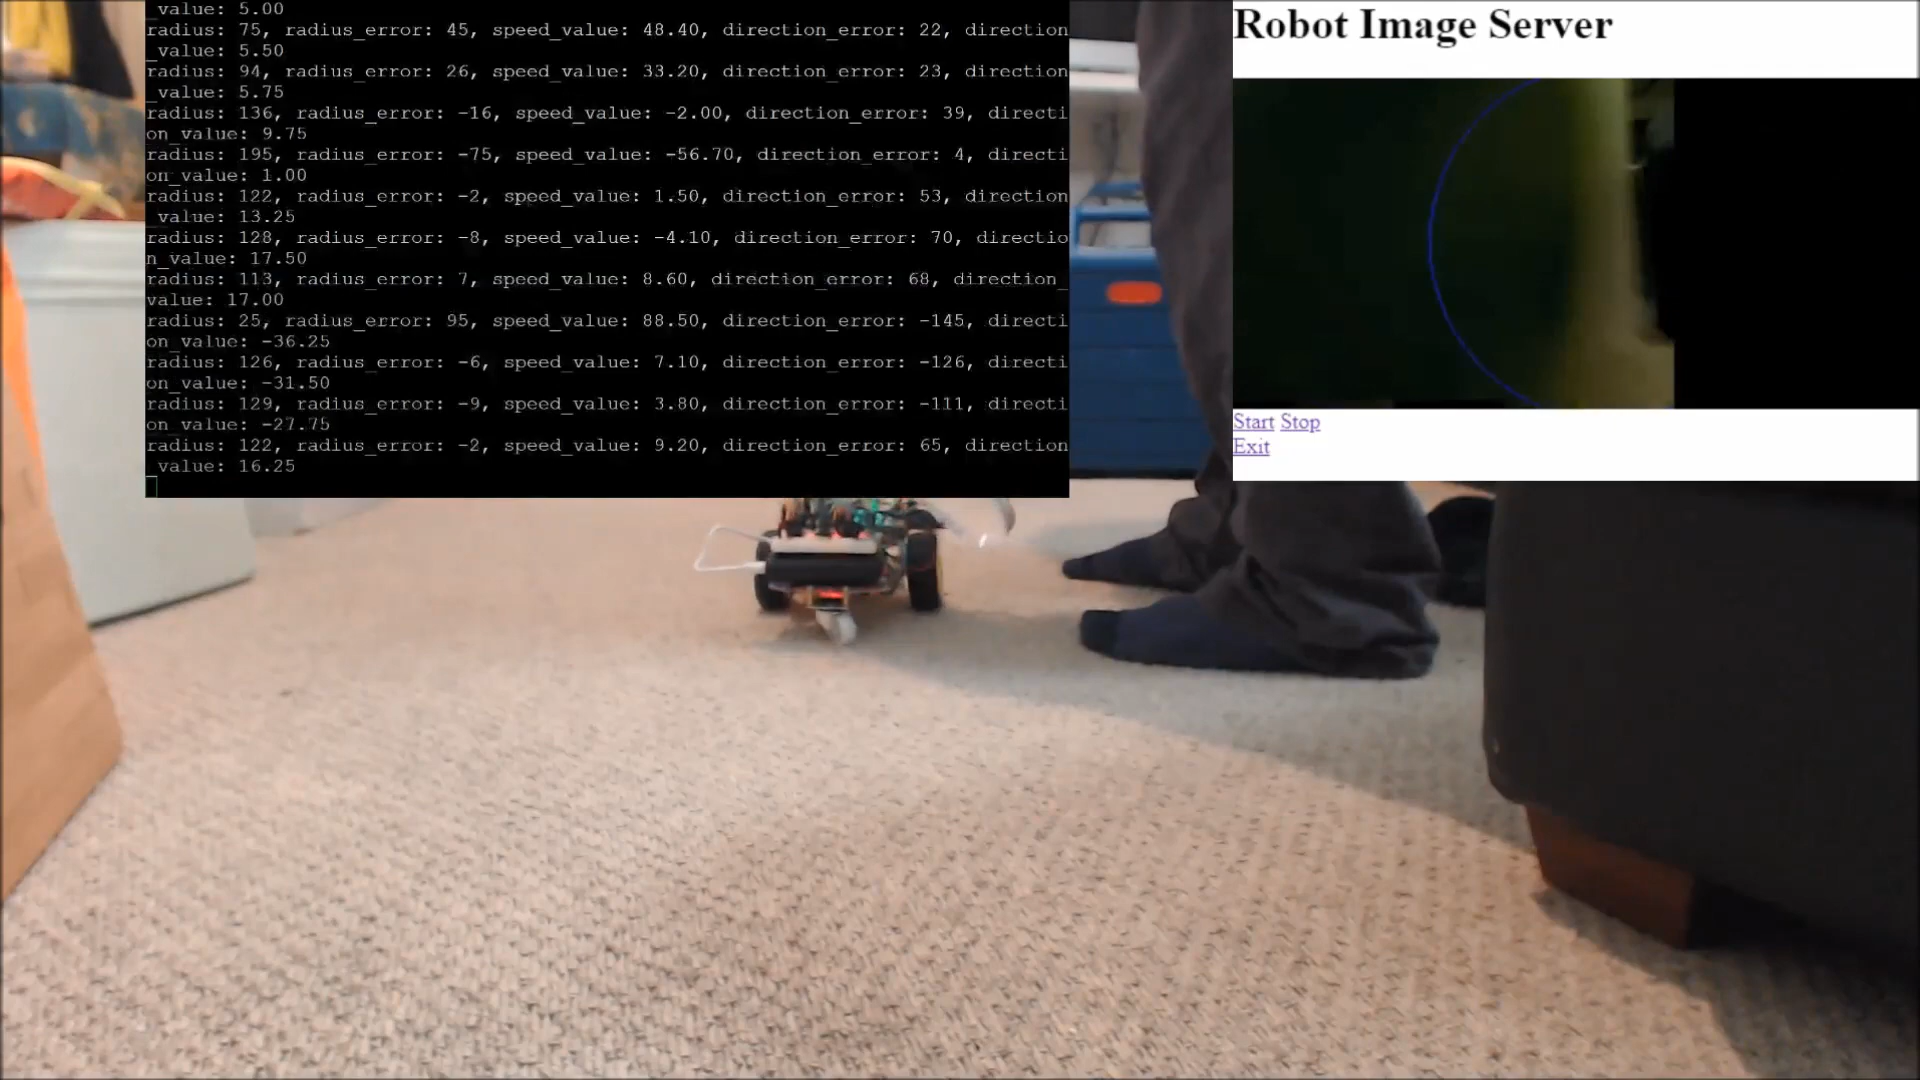 _value: 5.00
radius: 75, radius_error: 45, speed_value: 48.40, direction_error: 22, direction
_value: 5.50
radius: 94, radius_error: 26, speed_value: 33.20, direction_error: 23, direction
_value: 5.75
radius: 136, radius_error: -16, speed_value: -2.00, direction_error: 39, directi
on_value: 9.75
radius: 195, radius_error: -75, speed_value: -56.70, direction_error: 4, directi
on_value: 1.00
radius: 122, radius_error: -2, speed_value: 1.50, direction_error: 53, direction
_value: 13.25
radius: 128, radius_error: -8, speed_value: -4.10, direction_error: 70, directio
n_value: 17.50
radius: 113, radius_error: 7, speed_value: 8.60, direction_error: 68, direction_
value: 17.00
radius: 25, radius_error: 95, speed_value: 88.50, direction_error: -145, directi
on_value: -36.25
radius: 126, radius_error: -6, speed_value: 7.10, direction_error: -126, directi
on_value: -31.50
radius: 129, radius_error: -9, speed_value: 3.80, direction_error: -111, directi
on_value: -27.75
radius: 122, radius_error: -2, speed_value: 9.20, direction_error: 65, direction
_value: 16.25
Robot Image Server
Start Stop
Exit